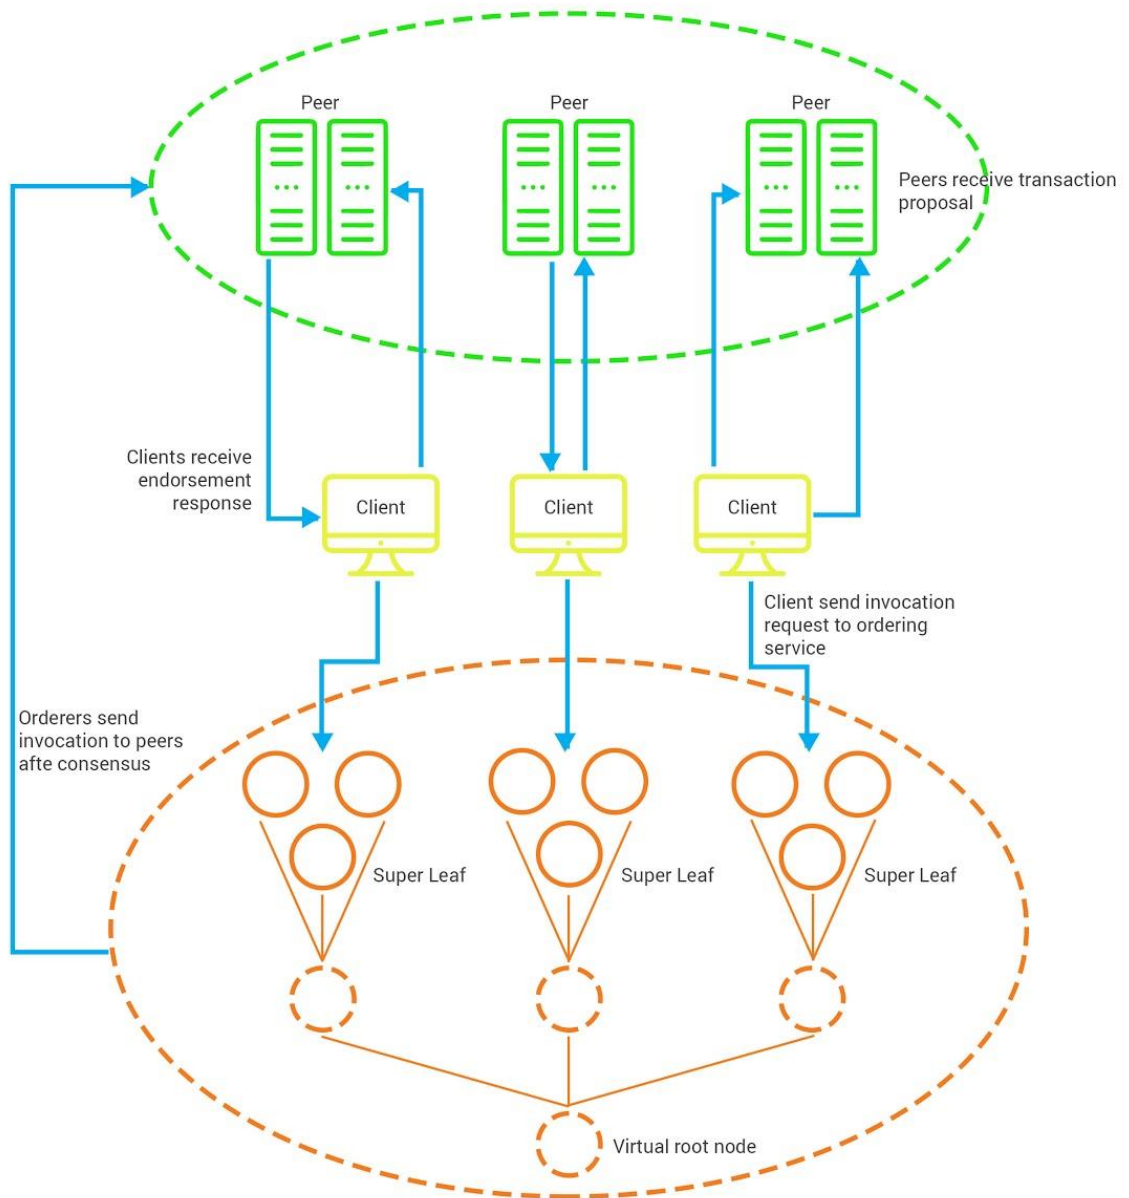 Peer
Peer
Peer
Peers receive transaction
proposal
Clients receive
endorsement
response
Client
Client
Client
Client send invocation
request to ordering
service
Orderers send
invocation to peers
afte consensus
Super Leaf
Super Leaf
Super Leaf
Virtual root node